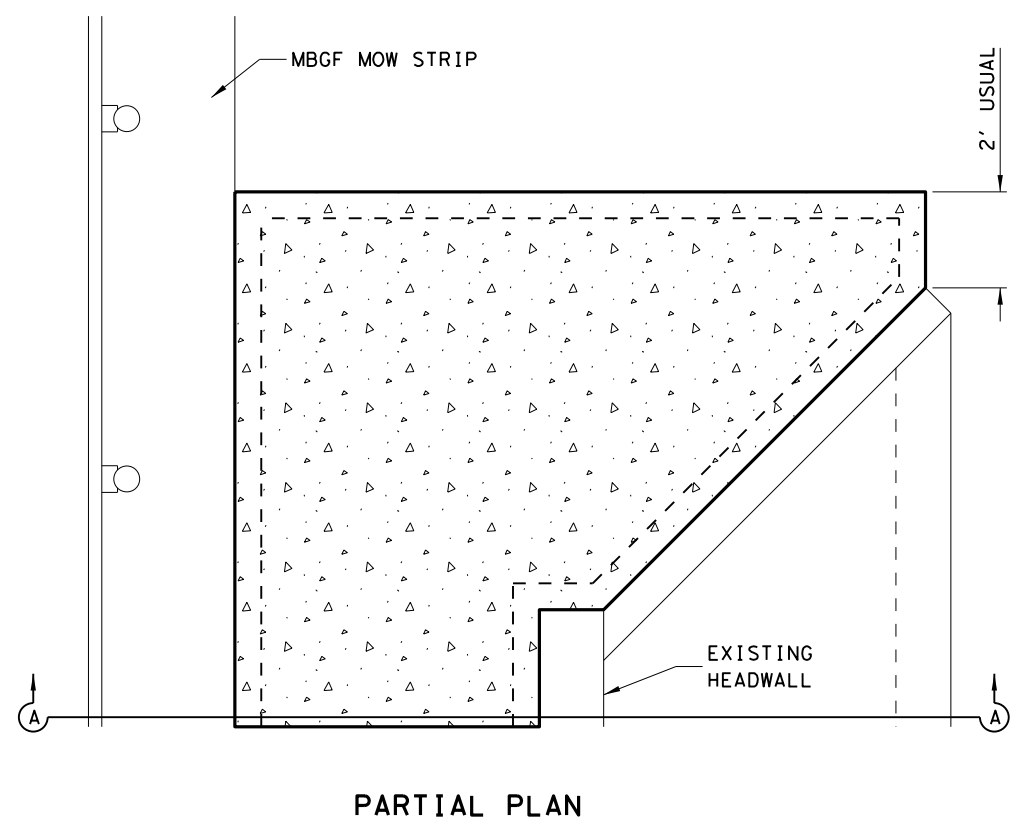 MBGF MOW STRIP
2' USUAL
EXISTING
HEADWALL
A
A
PARTIAL PLAN